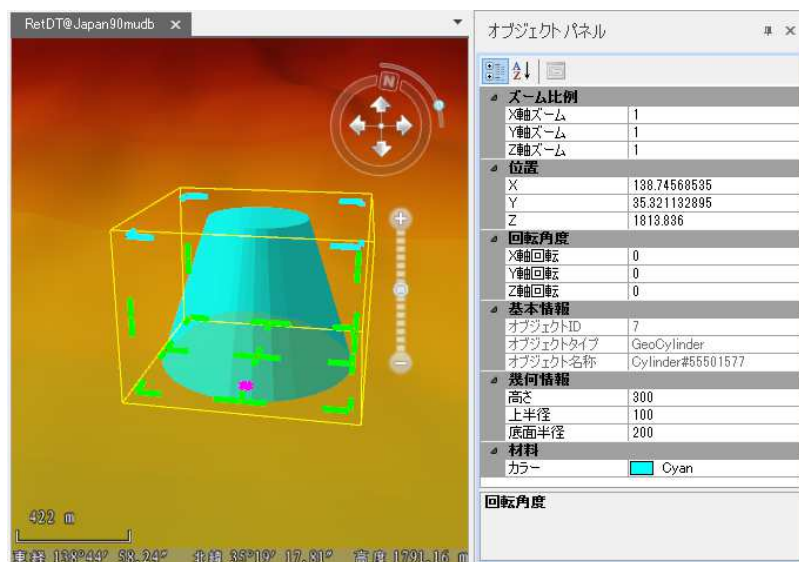 RetDT@Japan90mudb ×
N
422 m
東経 138°44′ 58.24″ 北緯 35°19′ 17.81″ 高度 1791.16 m
オブジェクトパネル
ズーム比例
X軸ズーム 1
Y軸ズーム 1
Z軸ズーム 1
位置
X 138.74568535
Y 35.321132895
Z 1813.836
回転角度
X軸回転 0
Y軸回転 0
Z軸回転 0
基本情報
オブジェクトID 7
オブジェクトタイプ GeoCylinder
オブジェクト名称 Cylinder#55501577
幾何情報
高さ 300
上半径 100
底面半径 200
材料
カラー Cyan
回転角度